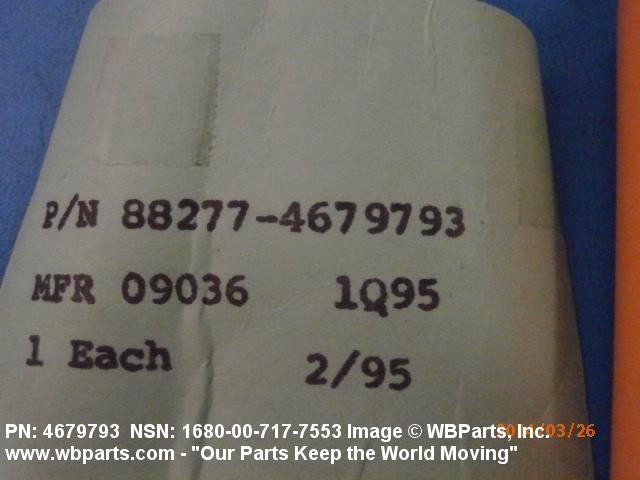 P/N 88277-4679793
MFR 09036 1Q95
1 Each 2/95
PN: 4679793 NSN: 1680-00-717-7553 Image © WBParts, Inc.
www.wbparts.com - "Our Parts Keep the World Moving"